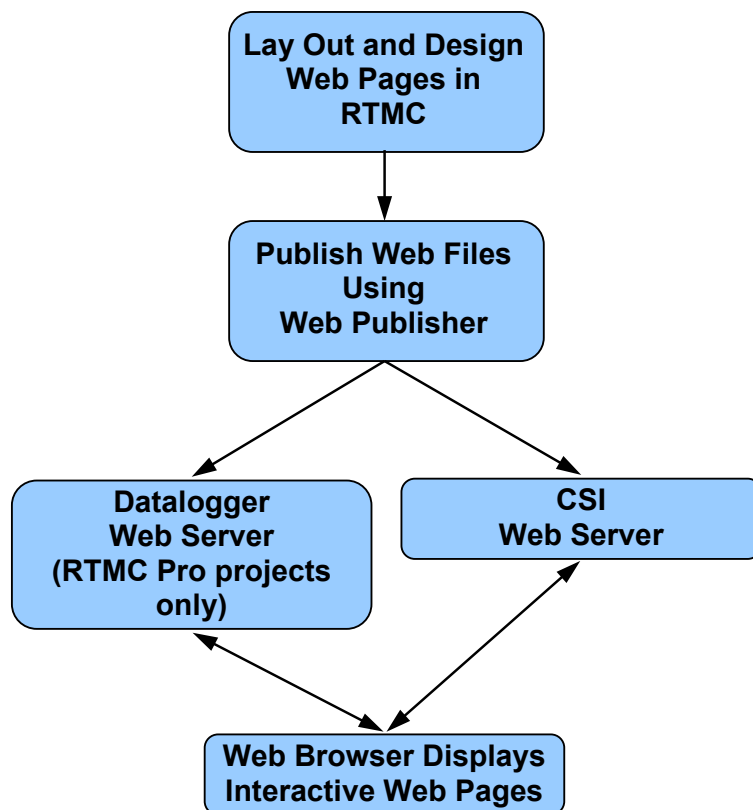 Lay Out and Design
Web Pages in
RTMC
Publish Web Files
Using
Web Publisher
Datalogger
Web Server
(RTMC Pro projects
only)
CSI
Web Server
Web Browser Displays
Interactive Web Pages